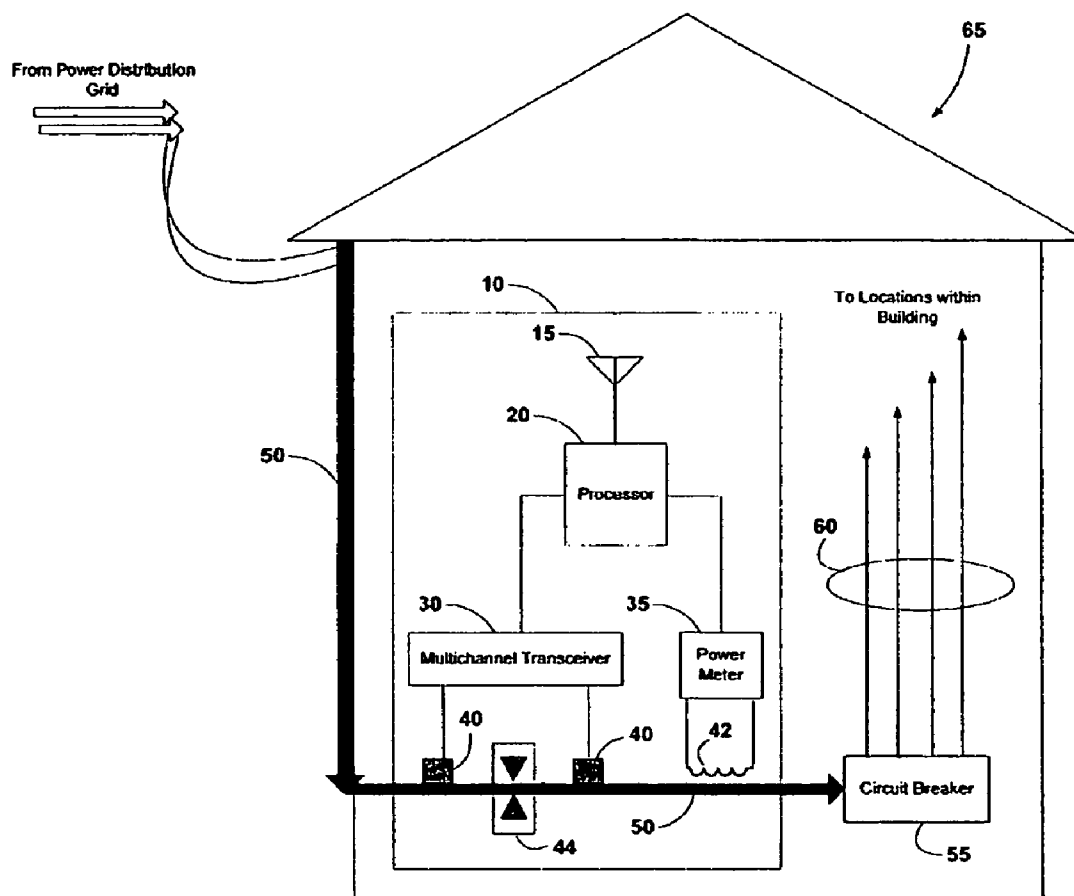 65
From Power Distribution
Grid
10
To Locations within
Building
15
20
50
Processor
60
30
35
Multichannel Transceiver
Power
Meter
40
40
42
Circuit Breaker
44
50
55